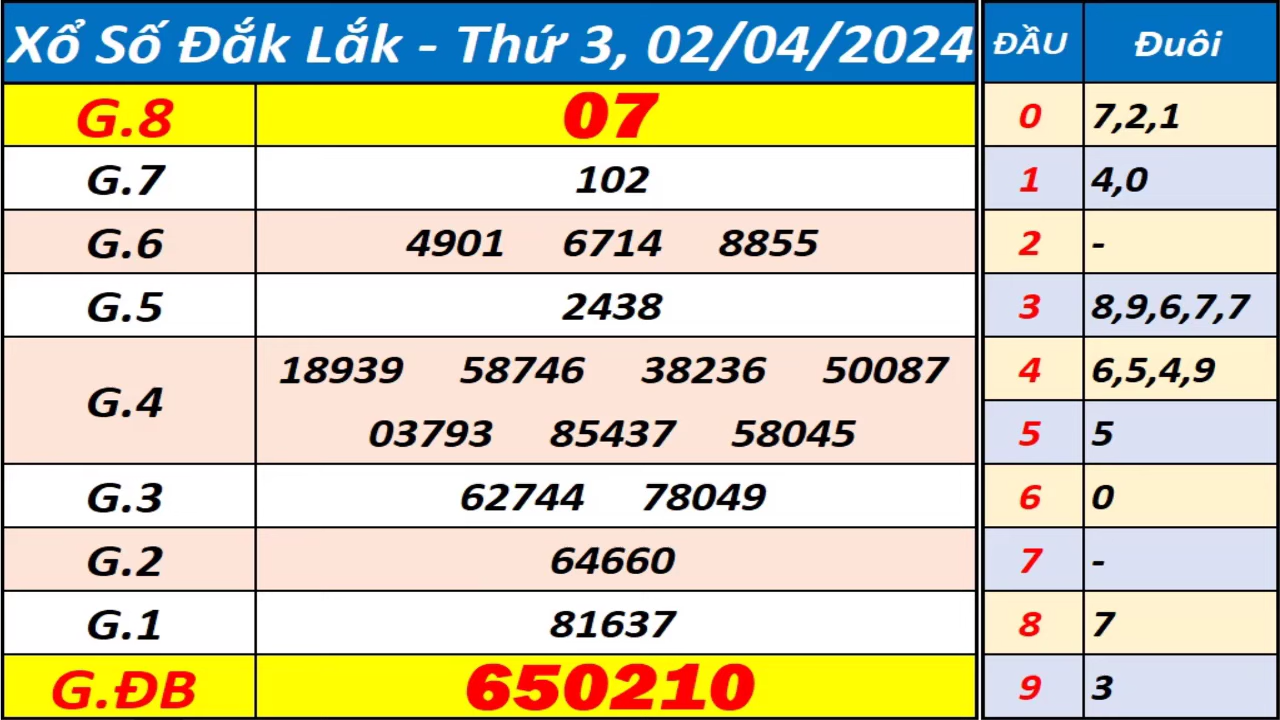 Xổ Số Đắk Lắk - Thứ 3, 02/04/2024
G.8 07
G.7 102
G.6 4901 6714 8855
G.5 2438
G.4 18939 58746 38236 50087
03793 85437 58045
G.3 62744 78049
G.2 64660
G.1 81637
G.ĐB 650210
ĐẦU Đuôi
0 7,2,1
1 4,0
2 -
3 8,9,6,7,7
4 6,5,4,9
5 5
6 0
7 -
8 7
9 3